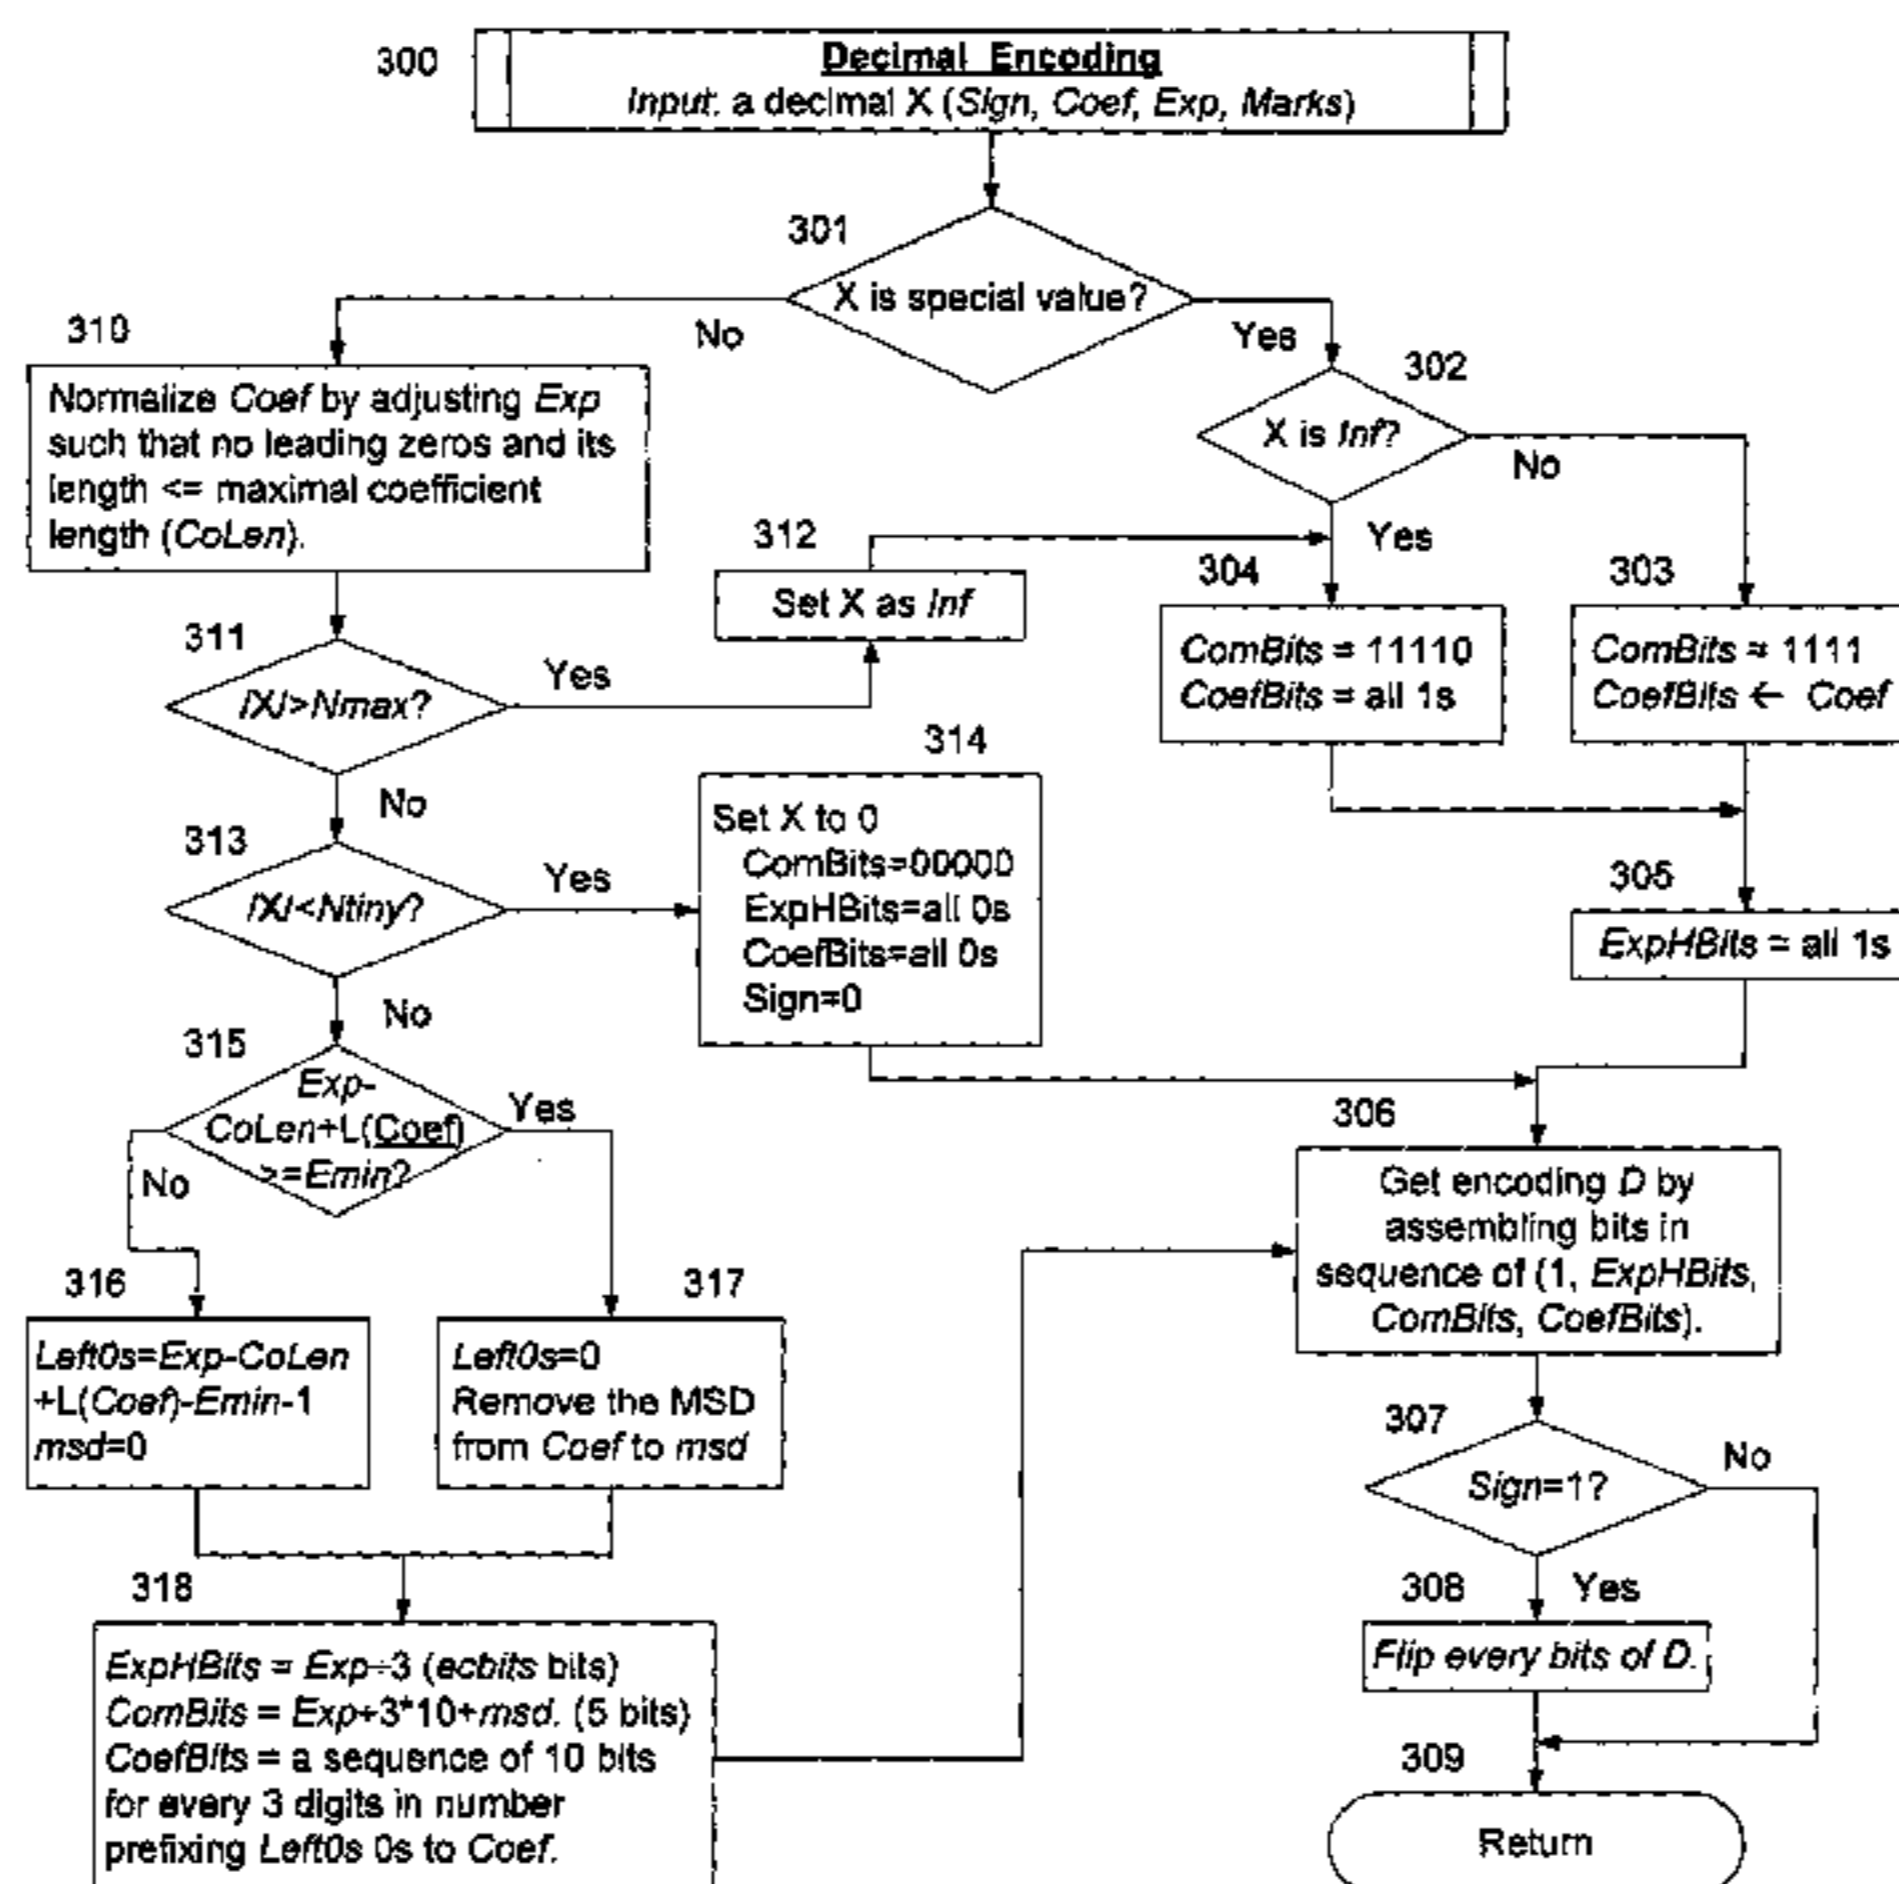 300
Decimal Encoding
Input: a decimal X (Sign, Coef, Exp, Marks)
301
X is special value?
No
Yes
310
Normalize Coef by adjusting Exp
such that no leading zeros and its
length <= maximal coefficient
length (CoLen).
302
X is Inf?
No
Yes
312
Set X as Inf
304
ComBits = 11110
CoefBits = all 1s
303
ComBits = 1111
CoefBits ← Coef
311
|X|>Nmax?
Yes
No
314
Set X to 0
ComBits=00000
ExpHBits=all 0s
CoefBits=all 0s
Sign=0
313
|X|<Ntiny?
Yes
No
305
ExpHBits = all 1s
315
Exp-
CoLen+L(Coef)
>=Emin?
Yes
No
306
Get encoding D by
assembling bits in
sequence of (1, ExpHBits,
ComBits, CoefBits).
316
Left0s=Exp-CoLen
+L(Coef)-Emin-1
msd=0
317
Left0s=0
Remove the MSD
from Coef to msd
307
Sign=1?
No
Yes
308
Flip every bits of D.
318
ExpHBits = Exp÷3 (ecbits bits)
ComBits = Exp÷3*10+msd. (5 bits)
CoefBits = a sequence of 10 bits
for every 3 digits in number
prefixing Left0s 0s to Coef.
309
Return